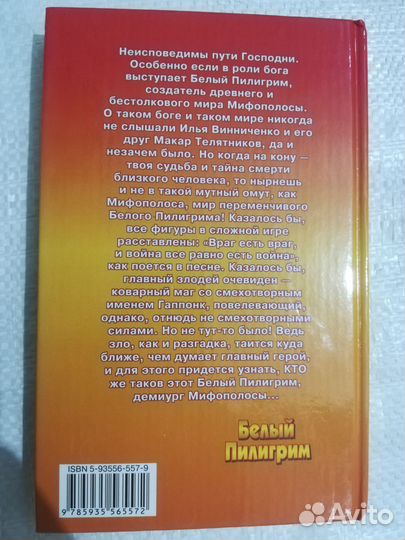 Неисповедимы пути Господни.
Особенно если в роли бога
выступает Белый Пилигрим,
создатель древнего и
бестолкового мира Мифополосы.
О таком боге и таком мире никогда
не слышали Илья Винниченко и его
друг Макар Телятников, да и
незачем было. Но когда на кону –
твоя судьба и тайна смерти
близкого человека, то нырнешь
и не в такой мутный омут, как
Мифополоса, мир переменчивого
Белого Пилигрима! Казалось бы,
все фигуры в сложной игре
расставлены: «Враг есть враг,
и война все равно есть война»,
как поется в песне. Казалось бы,
главный злодей очевиден –
коварный маг со смехотворным
именем Гаппонк, повелевающий,
однако, отнюдь не смехотворными
силами. Но не тут-то было! Ведь
зло, как и разгадка, таится куда
ближе, чем думает главный герой,
и для этого придется узнать, КТО
же таков этот Белый Пилигрим,
демиург Мифополосы...
Белый
Пилигрим
ISBN 5-93556-557-9
9 785935 565572
Avito